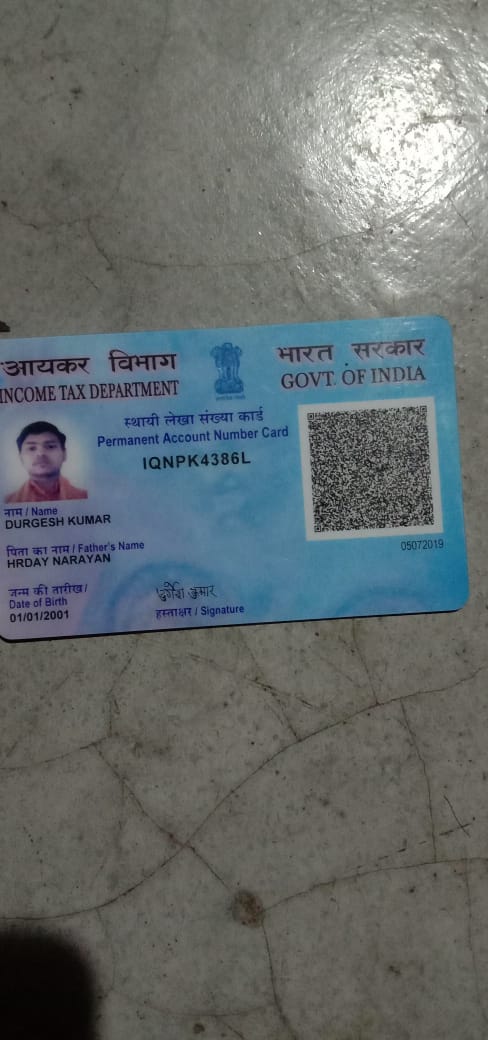 आयकर विभाग
INCOME TAX DEPARTMENT
भारत सरकार
GOVT. OF INDIA
स्थायी लेखा संख्या कार्ड
Permanent Account Number Card
IQNPK4386L
नाम / Name
DURGESH KUMAR
पिता का नाम / Father's Name
HRDAY NARAYAN
05072019
जन्म की तारीख /
Date of Birth
01/01/2001
दुर्गेश कुमार
हस्ताक्षर / Signature